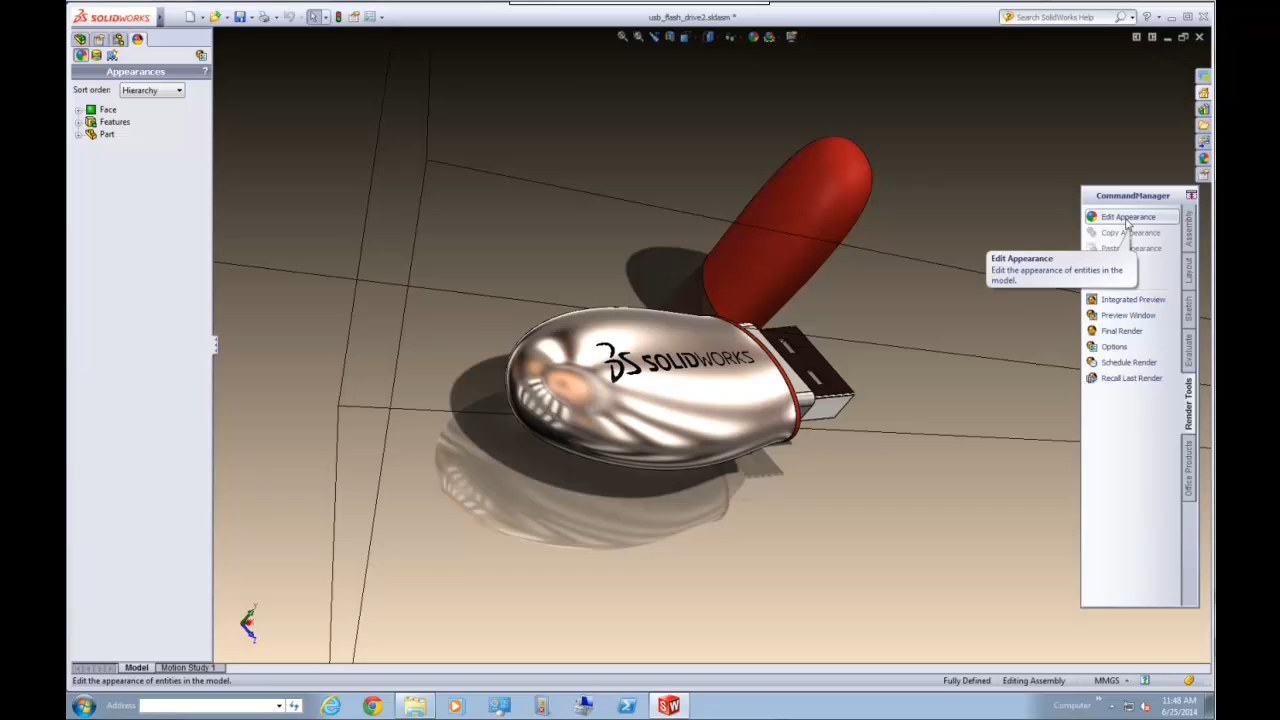 SOLIDWORKS
usb_flash_drive2.sldasm *
Search SolidWorks Help
Appearances
?
Sort order:
Hierarchy
Face
Features
Part
CommandManager
Edit Appearance
Copy Appearance
Edit Appearance
Edit the appearance of entities in the
model.
Integrated Preview
Preview Window
Final Render
Options
Schedule Render
Recall Last Render
Assembly
Layout
Sketch
Evaluate
Render Tools
Office Products
DS SOLIDWORKS
Y
Z
Model
Motion Study 1
Edit the appearance of entities in the model.
Fully Defined
Editing Assembly
MMGS
Address
Computer
11:48 AM
6/25/2014